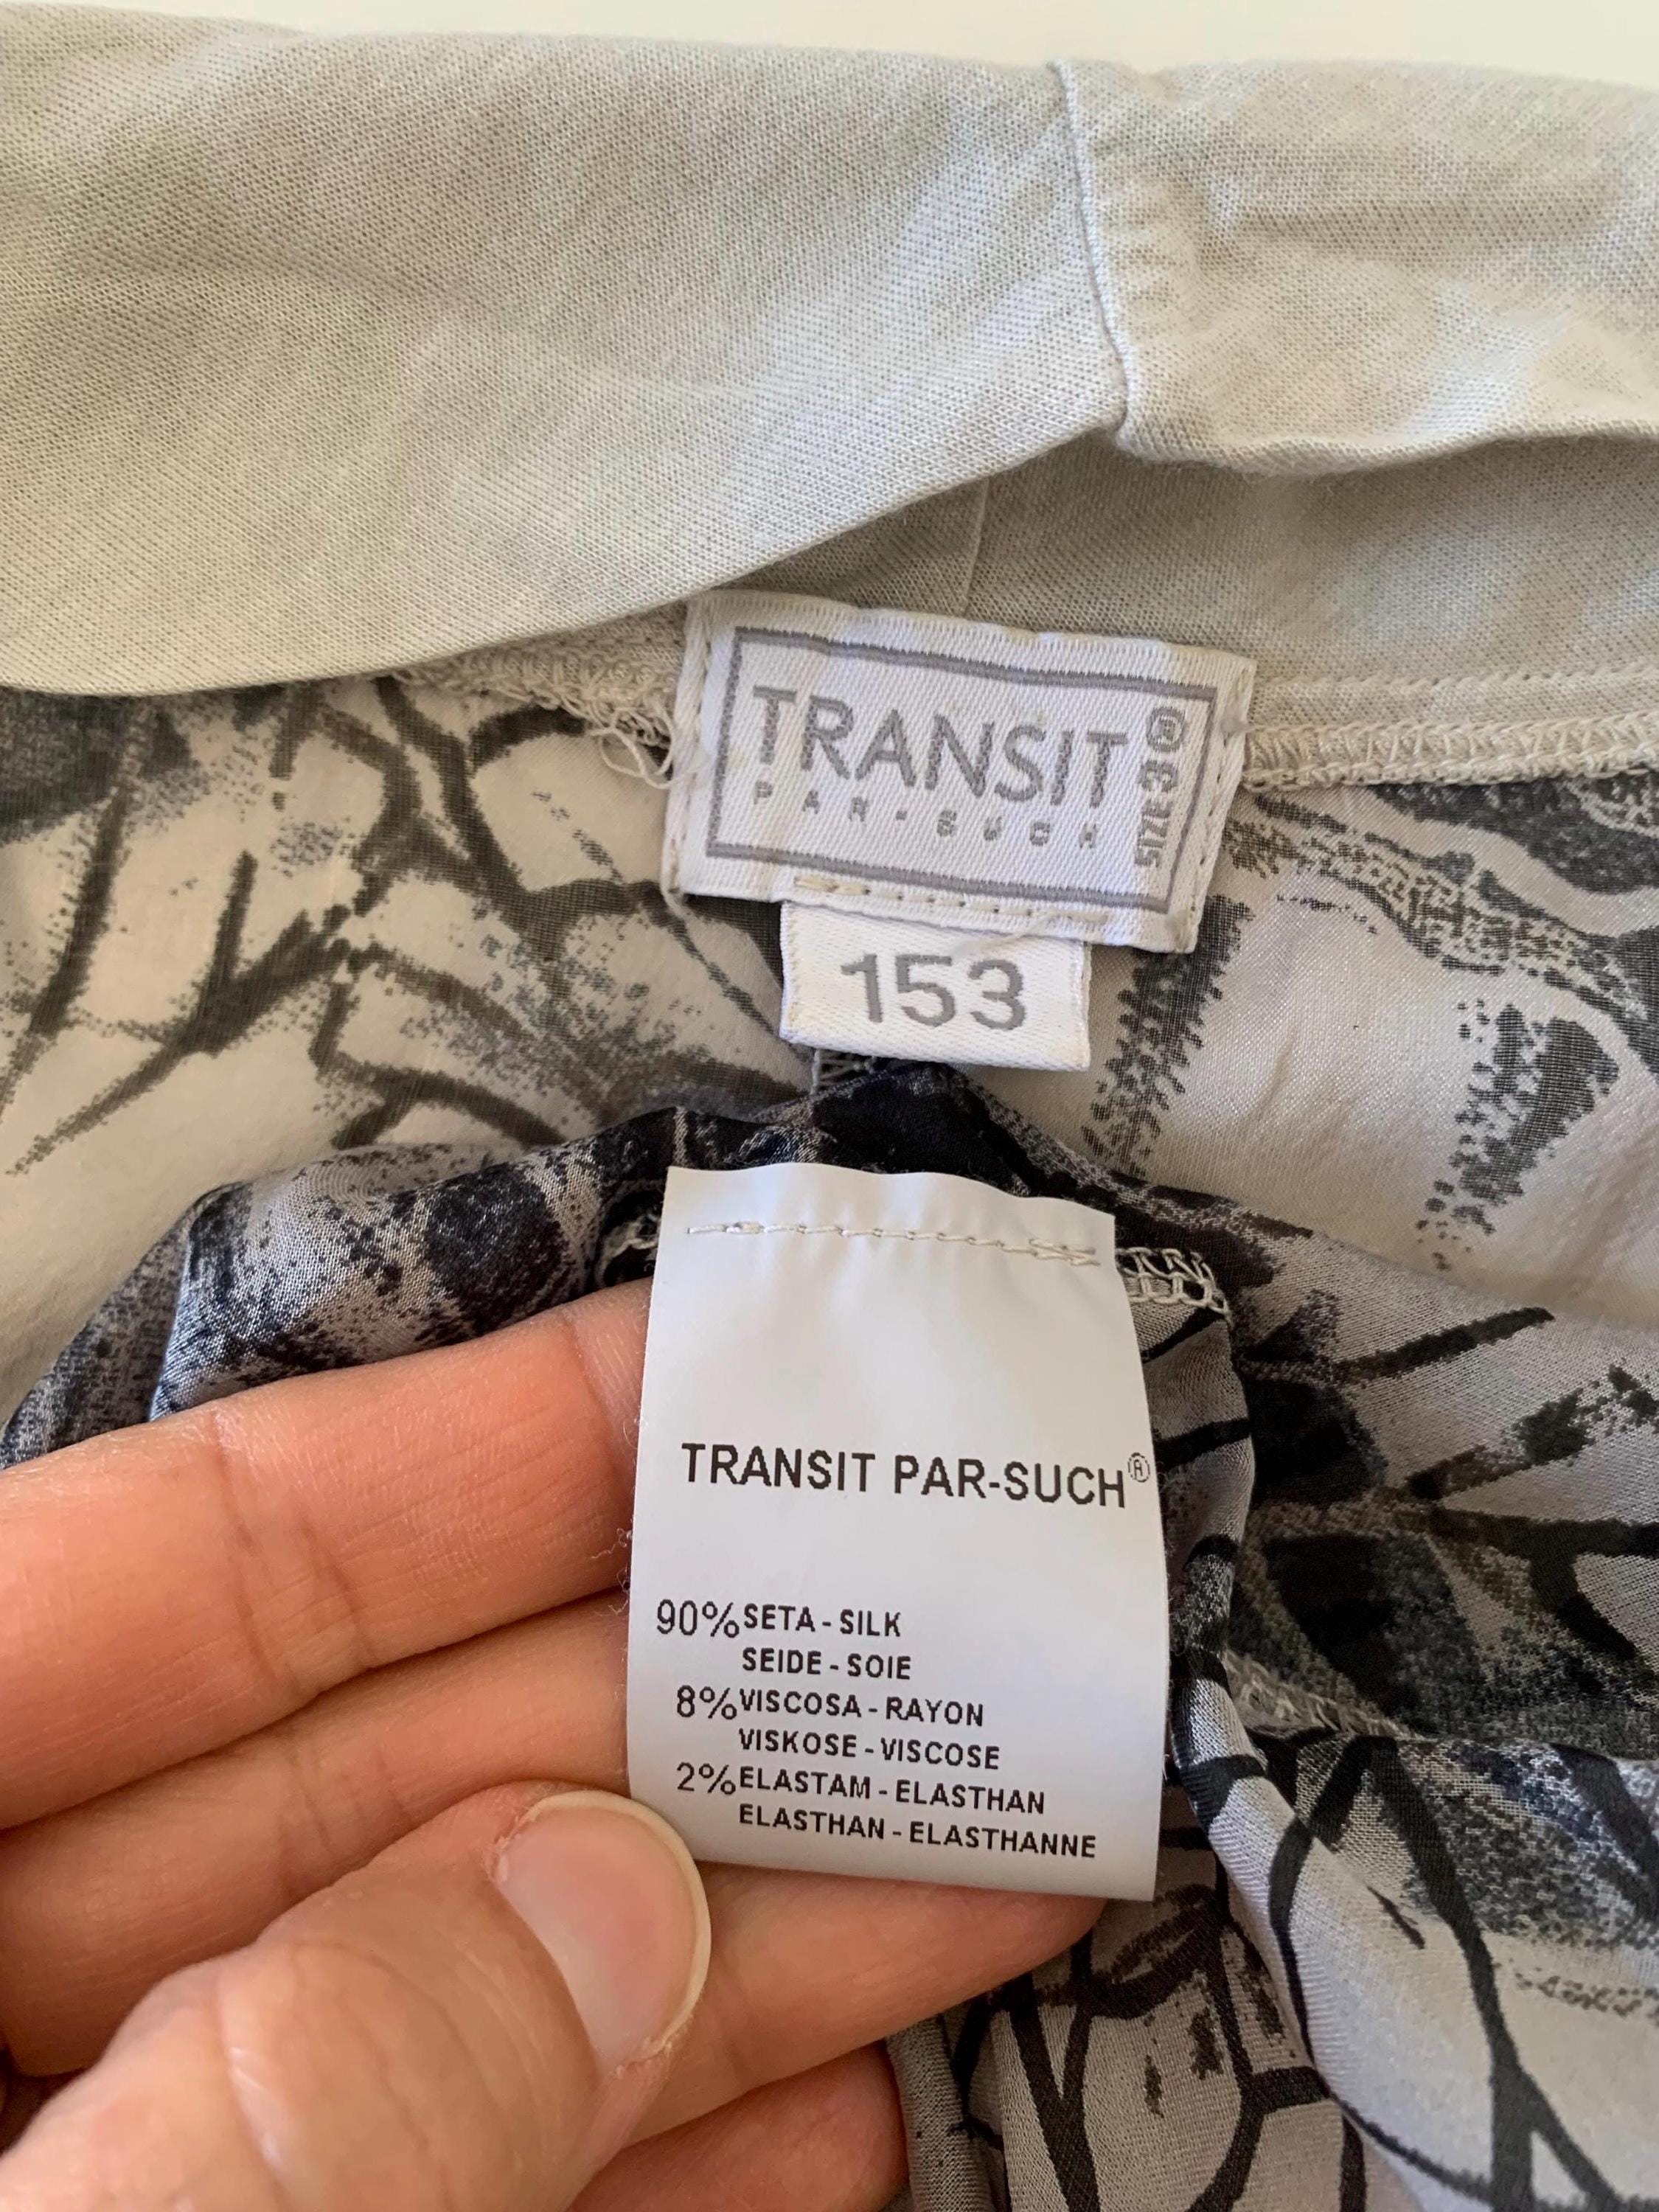 TRANSIT®
PAR-SUCH
SIZE 3
153
TRANSIT PAR-SUCH®
90% SETA - SILK
SEIDE - SOIE
8% VISCOSA - RAYON
VISKOSE - VISCOSE
2% ELASTAM - ELASTHAN
ELASTHAN - ELASTHANNE